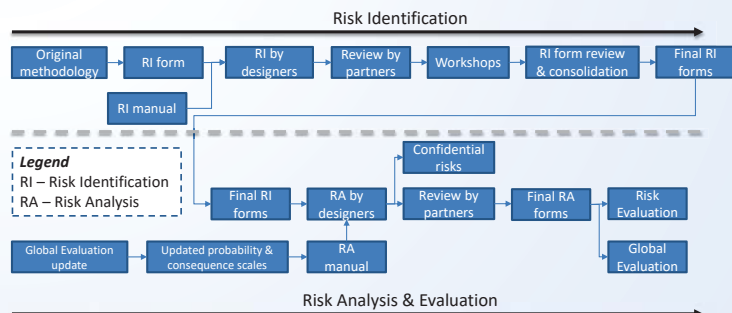 Risk Identification
Original
methodology
RI form
RI by
designers
Review by
partners
Workshops
RI form review
& consolidation
Final RI
forms
RI manual
Legend
RI – Risk Identification
RA – Risk Analysis
Confidential
risks
Final RI
forms
RA by
designers
Review by
partners
Final RA
forms
Risk
Evaluation
Global Evaluation
update
Updated probability &
consequence scales
RA
manual
Global
Evaluation
Risk Analysis & Evaluation